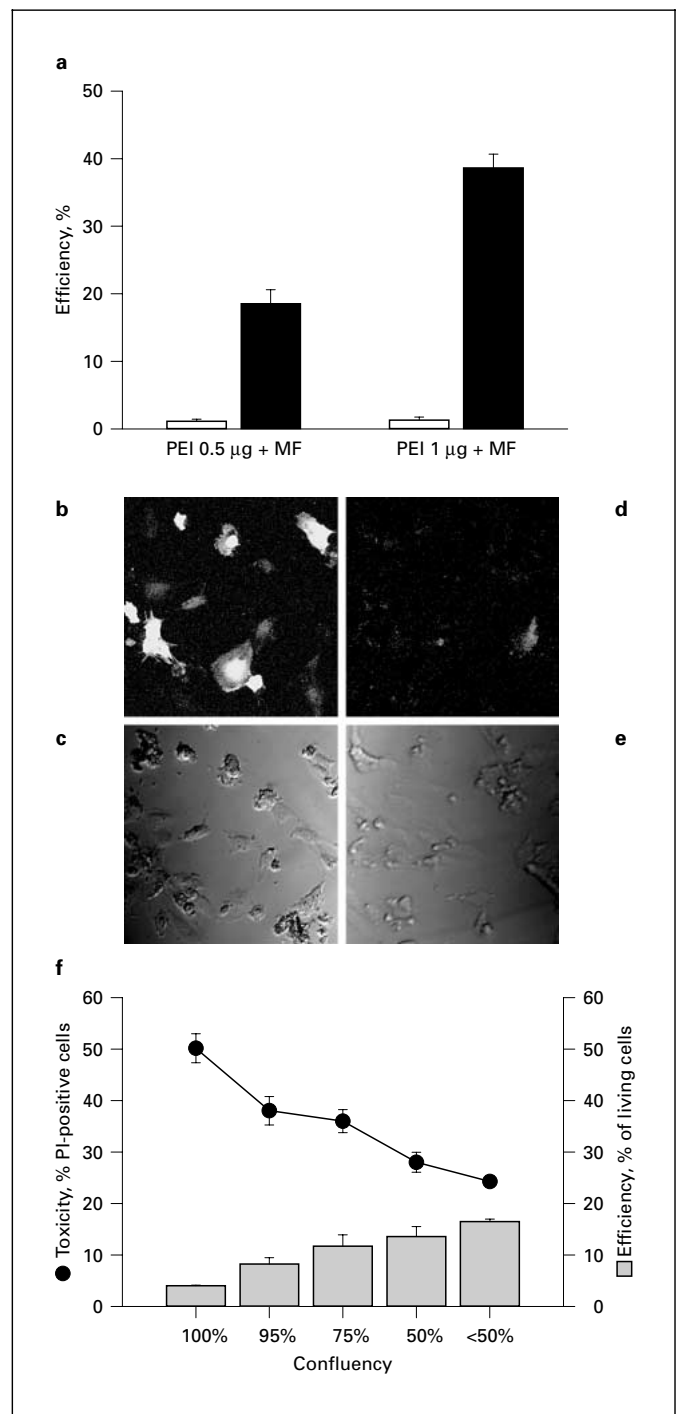 a
50
40
30
20
10
0
Efficiency, %
PEI 0.5 μg + MF PEI 1 μg + MF
b d
c e
f
60 60
50 50
40 40
30 30
20 20
10 10
0 0
Toxicity, % PI-positive cells
Efficiency, % of living cells
100% 95% 75% 50% <50%
Confluency